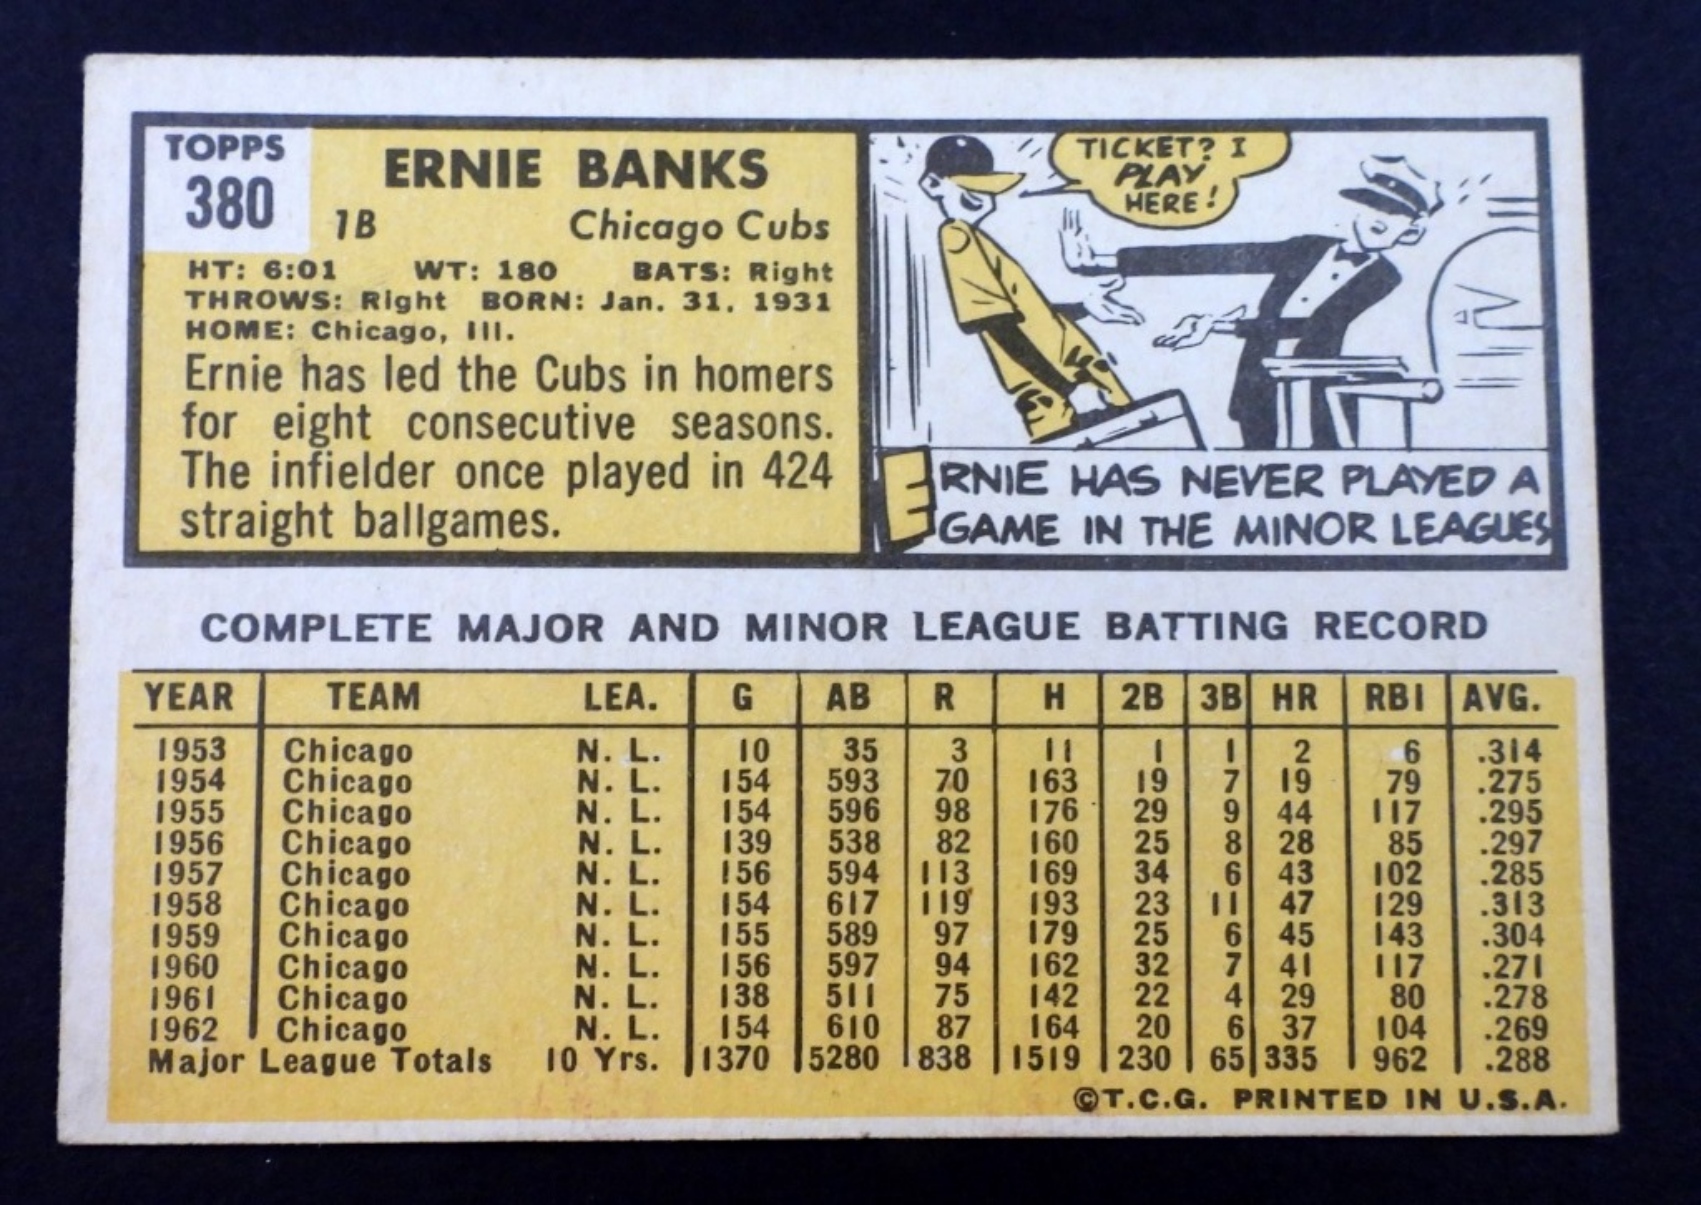 TOPPS
380
ERNIE BANKS
1B Chicago Cubs
HT: 6:01 WT: 180 BATS: Right
THROWS: Right BORN: Jan. 31, 1931
HOME: Chicago, Ill.
Ernie has led the Cubs in homers
for eight consecutive seasons.
The infielder once played in 424
straight ballgames.
TICKET? I
PLAY
HERE!
ERNIE HAS NEVER PLAYED A
GAME IN THE MINOR LEAGUES
COMPLETE MAJOR AND MINOR LEAGUE BATTING RECORD
YEAR TEAM LEA. G AB R H 2B 3B HR RBI AVG.
1953 Chicago N. L. 10 35 3 11 1 1 2 6 .314
1954 Chicago N. L. 154 593 70 163 19 7 19 79 .275
1955 Chicago N. L. 154 596 98 176 29 9 44 117 .295
1956 Chicago N. L. 139 538 82 160 25 8 28 85 .297
1957 Chicago N. L. 156 594 113 169 34 6 43 102 .285
1958 Chicago N. L. 154 617 119 193 23 11 47 129 .313
1959 Chicago N. L. 155 589 97 179 25 6 45 143 .304
1960 Chicago N. L. 156 597 94 162 32 7 41 117 .271
1961 Chicago N. L. 138 511 75 142 22 4 29 80 .278
1962 Chicago N. L. 154 610 87 164 20 6 37 104 .269
Major League Totals 10 Yrs. 1370 5280 838 1519 230 65 335 962 .288
©T.C.G. PRINTED IN U.S.A.